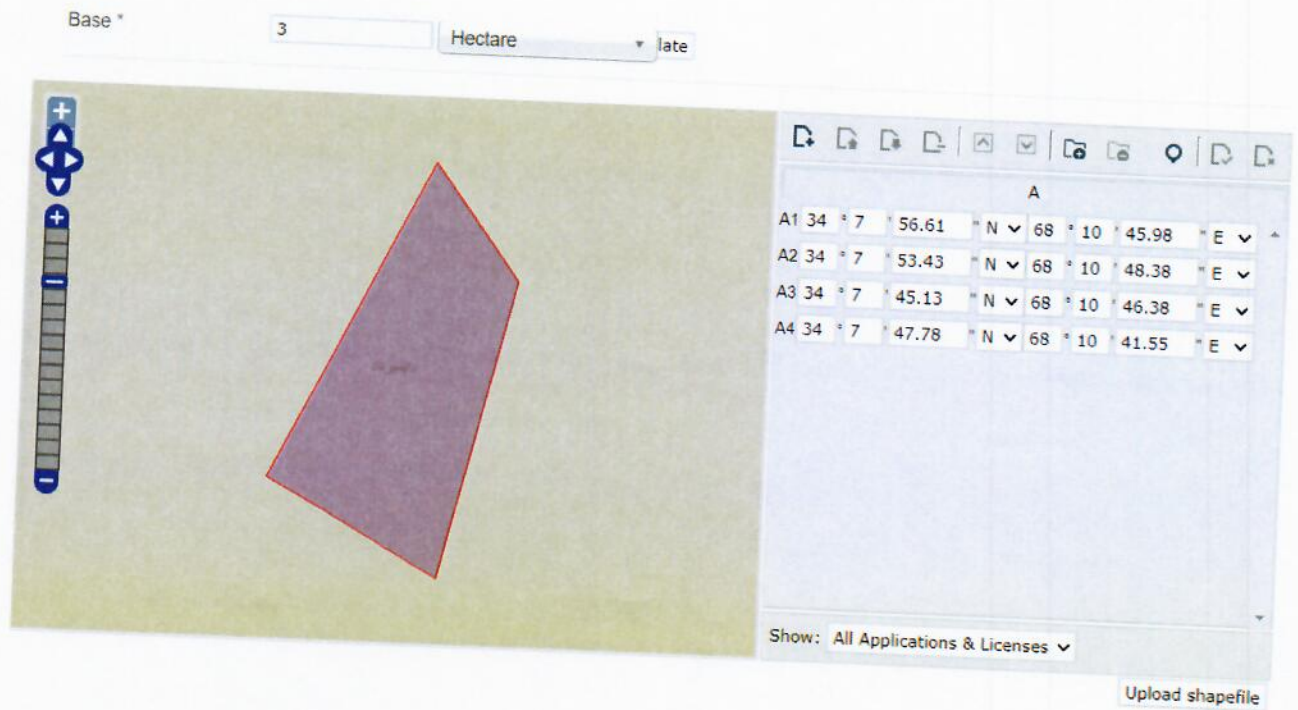 Base * 3 Hectare late
A
A1 34 ° 7 ' 56.61 " N 68 ° 10 ' 45.98 " E
A2 34 ° 7 ' 53.43 " N 68 ° 10 ' 48.38 " E
A3 34 ° 7 ' 45.13 " N 68 ° 10 ' 46.38 " E
A4 34 ° 7 ' 47.78 " N 68 ° 10 ' 41.55 " E
Show: All Applications & Licenses
Upload shapefile